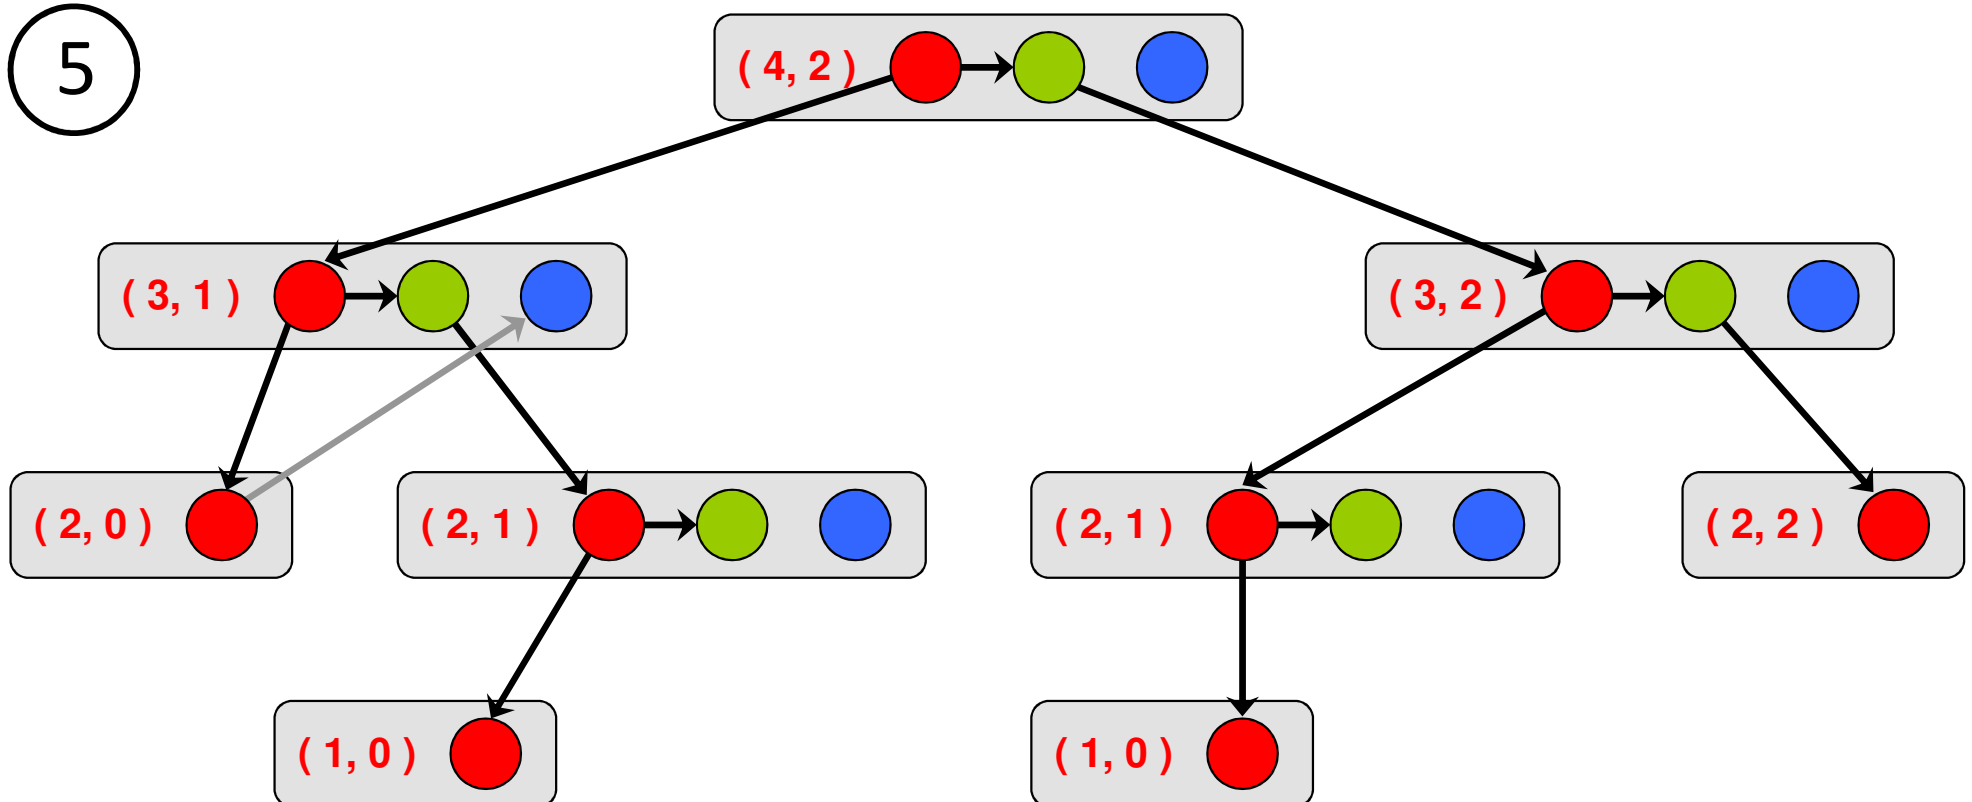 5
( 4, 2 )
( 3, 1 )
( 3, 2 )
( 2, 0 )
( 2, 1 )
( 2, 1 )
( 2, 2 )
( 1, 0 )
( 1, 0 )